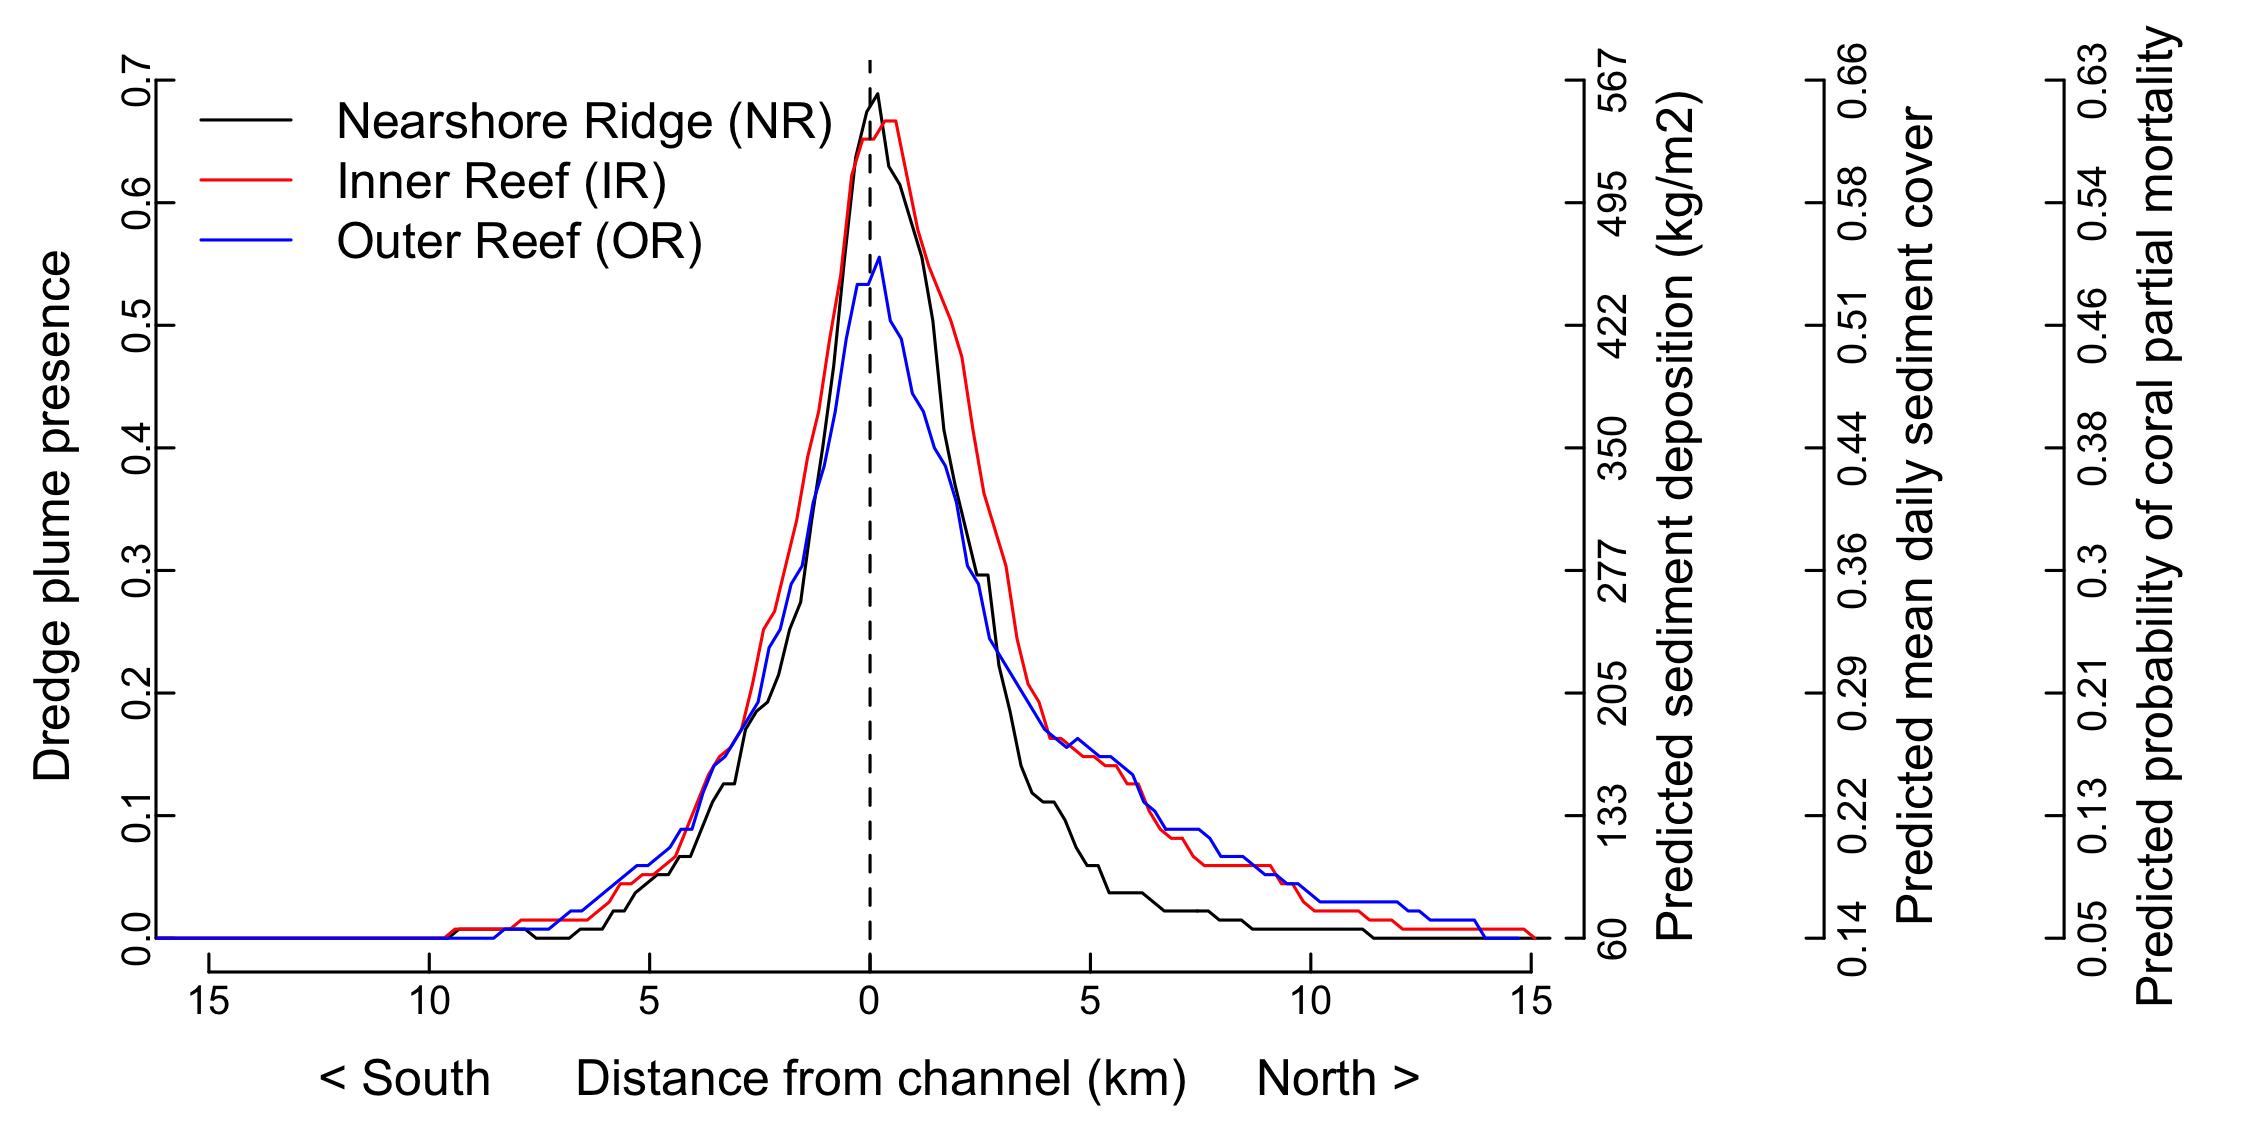 Nearshore Ridge (NR)
Inner Reef (IR)
Outer Reef (OR)
Dredge plume presence
0.0 0.1 0.2 0.3 0.4 0.5 0.6 0.7
60 133 205 277 350 422 495 567
Predicted sediment deposition (kg/m2)
0.14 0.22 0.29 0.36 0.44 0.51 0.58 0.66
Predicted mean daily sediment cover
0.05 0.13 0.21 0.3 0.38 0.46 0.54 0.63
Predicted probability of coral partial mortality
15 10 5 0 5 10 15
< South Distance from channel (km) North >